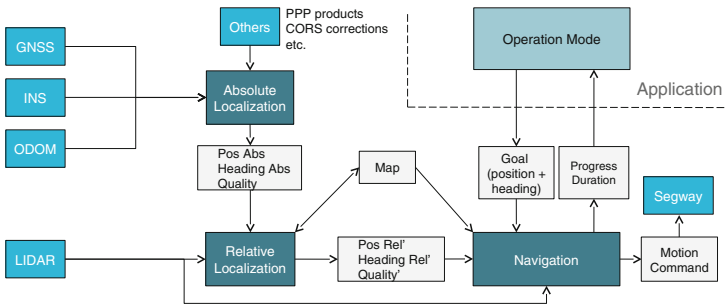 GNSS
INS
ODOM
LIDAR
Others
PPP products
CORS corrections
etc.
Absolute
Localization
Pos Abs
Heading Abs
Quality
Relative
Localization
Map
Pos Rel'
Heading Rel'
Quality'
Operation Mode
Application
Goal
(position +
heading)
Progress
Duration
Navigation
Segway
Motion
Command